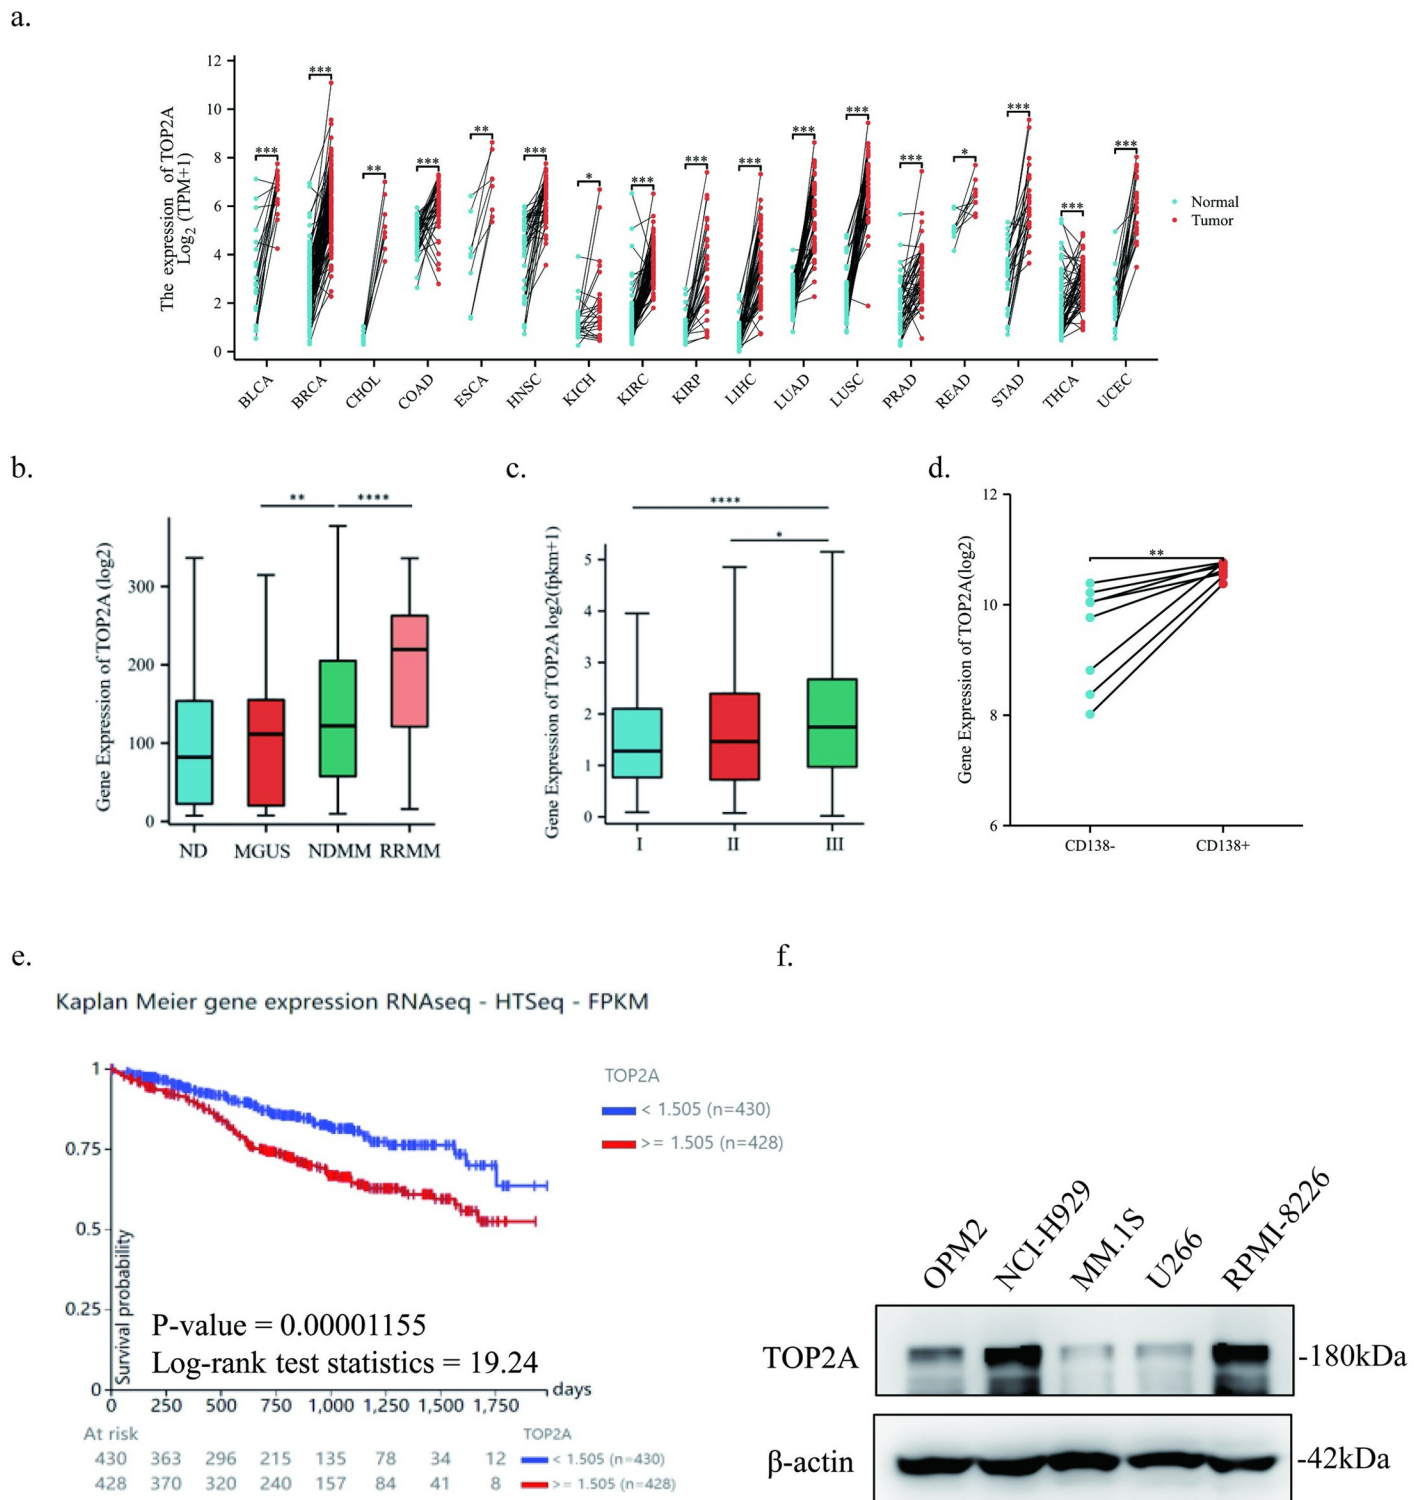 a.
The expression of TOP2A
Log2 (TPM+1)
12
10
8
6
4
2
0
***
***
**
***
**
***
*
***
***
***
***
***
***
*
***
***
***
Normal
Tumor
BLCA
BRCA
CHOL
COAD
ESCA
HNSC
KICH
KIRC
KIRP
LIHC
LUAD
LUSC
PRAD
READ
STAD
THCA
UCEC
b.
Gene Expression of TOP2A (log2)
**
****
300
200
100
0
ND
MGUS
NDMM
RRMM
c.
Gene Expression of TOP2A log2(fpkm+1)
****
*
5
4
3
2
1
0
I
II
III
d.
Gene Expression of TOP2A(log2)
12
10
8
6
**
CD138-
CD138+
e.
Kaplan Meier gene expression RNAseq - HTSeq - FPKM
TOP2A
< 1.505 (n=430)
>= 1.505 (n=428)
1
0.75
0.5
0.25
0
Survival probability
P-value = 0.00001155
Log-rank test statistics = 19.24
0 250 500 750 1,000 1,250 1,500 1,750 days
At risk TOP2A
430 363 296 215 135 78 34 12 < 1.505 (n=430)
428 370 320 240 157 84 41 8 >= 1.505 (n=428)
f.
OPM2
NCI-H929
MM.1S
U266
RPMI-8226
TOP2A
-180kDa
β-actin
-42kDa